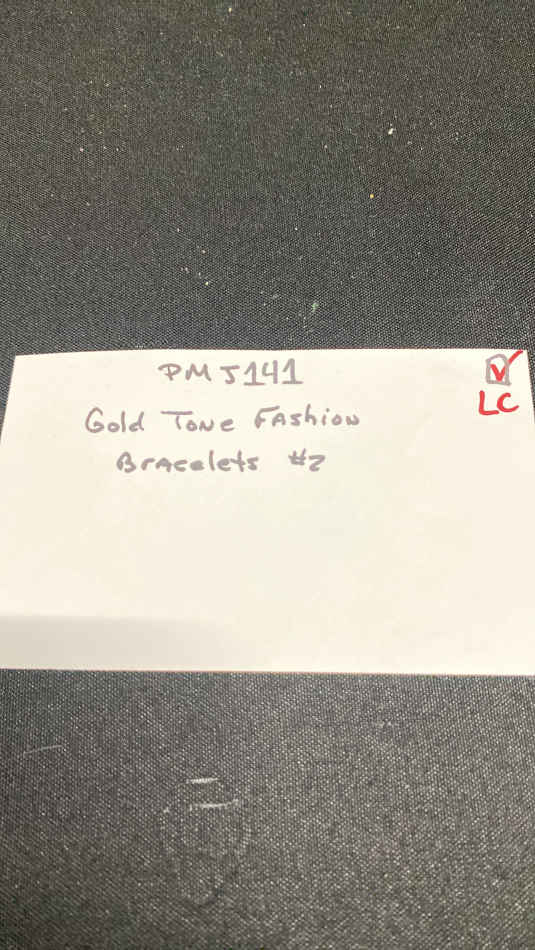 PMJ141
☑
LC
Gold Tone Fashion
Bracelets #2